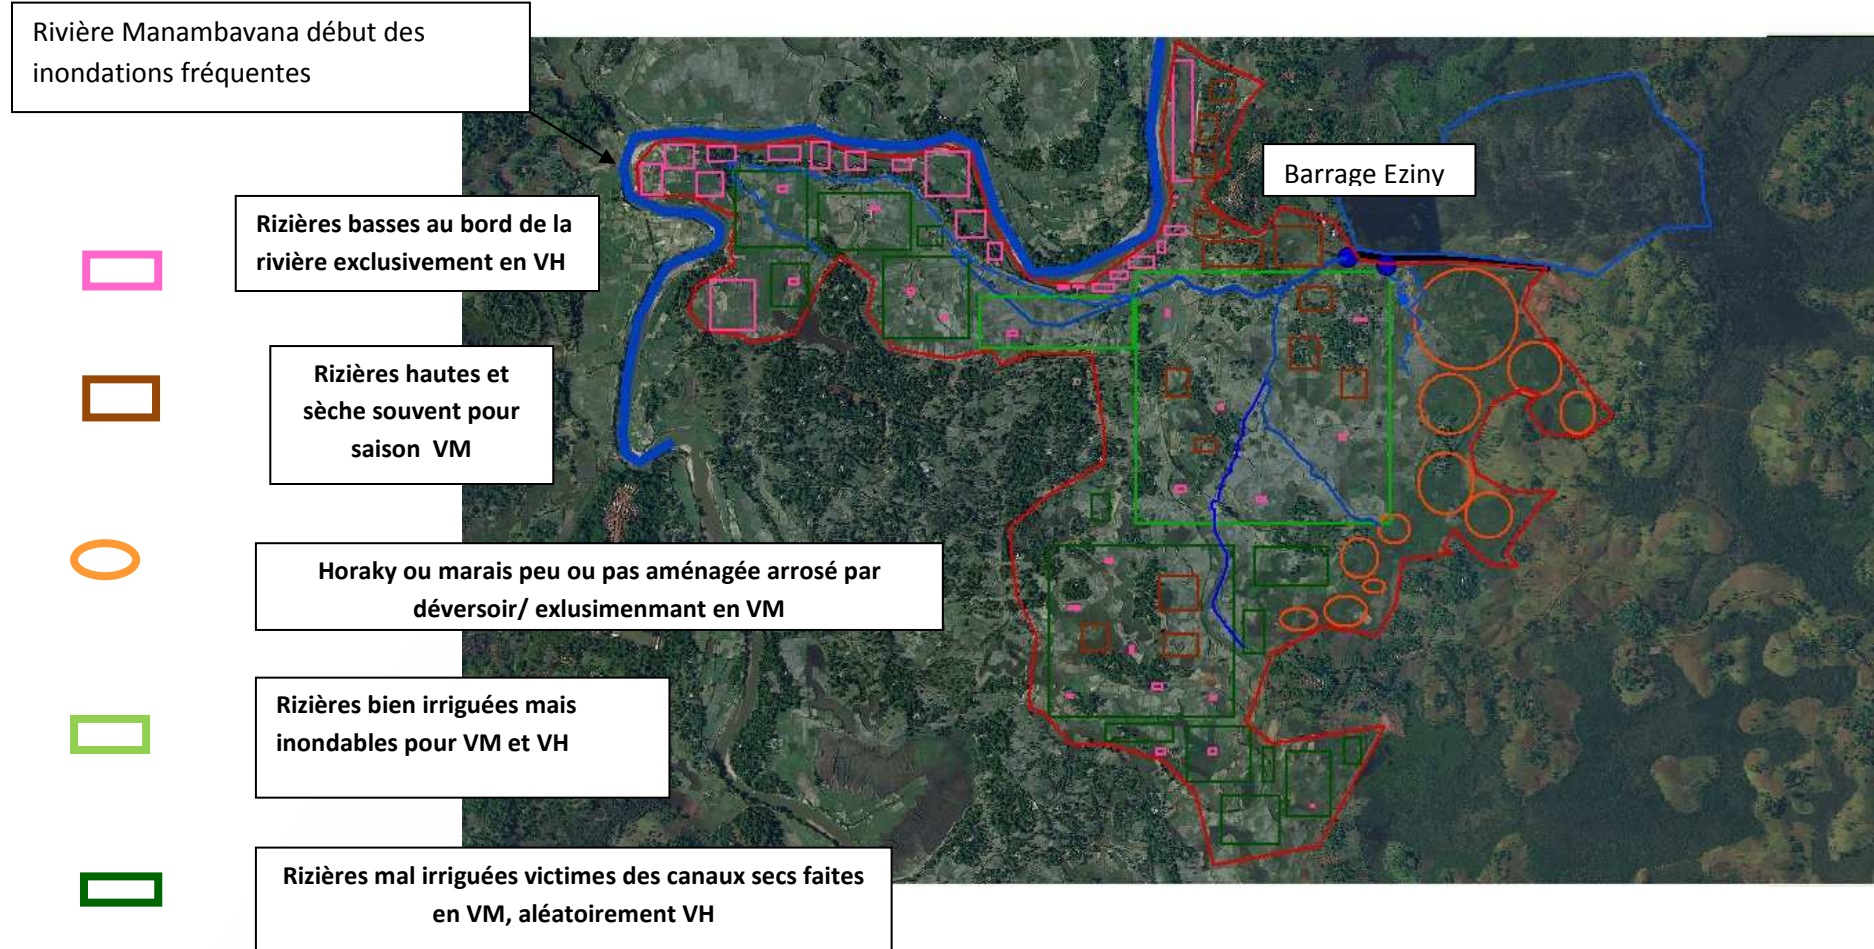 Rivière Manambavana début des
inondations fréquentes
Barrage Eziny
Rizières basses au bord de la
rivière exclusivement en VH
Rizières hautes et
sèche souvent pour
saison VM
Horaky ou marais peu ou pas aménagée arrosé par
déversoir/ exlusimenmant en VM
Rizières bien irriguées mais
inondables pour VM et VH
Rizières mal irriguées victimes des canaux secs faites
en VM, aléatoirement VH